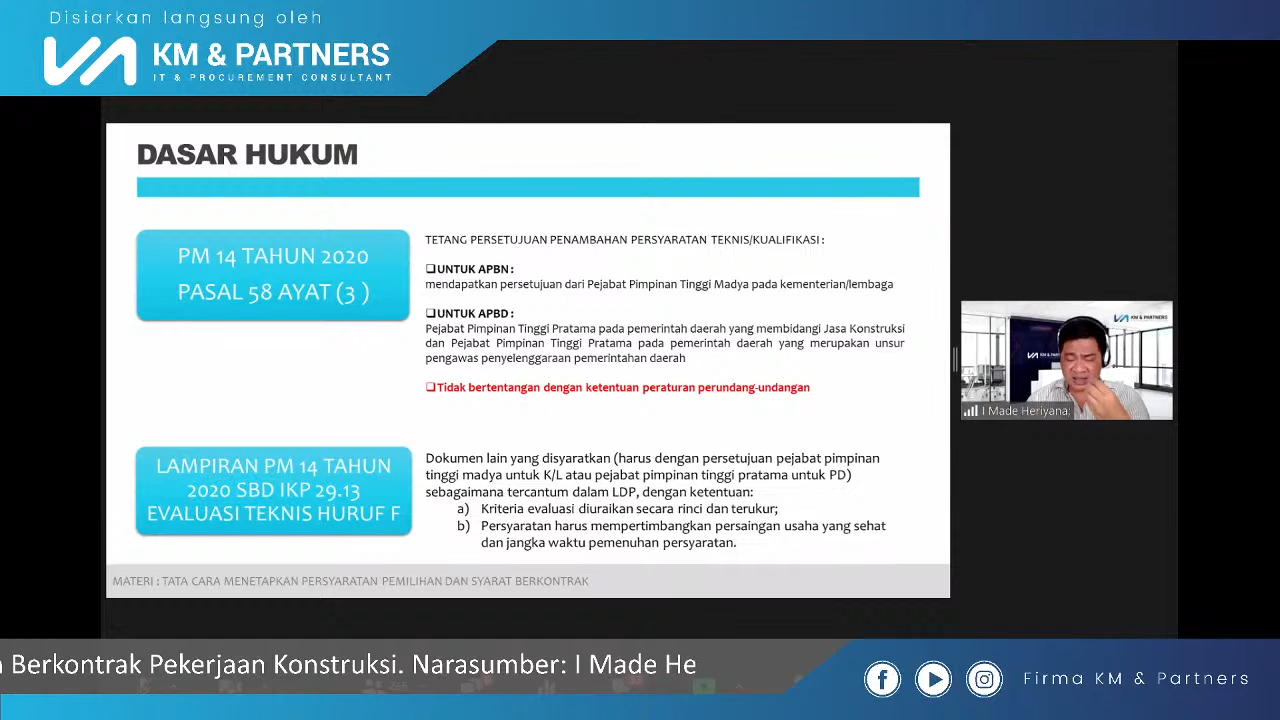 Disiarkan langsung oleh
KM & PARTNERS
IT & PROCUREMENT CONSULTANT
DASAR HUKUM
PM 14 TAHUN 2020
PASAL 58 AYAT (3 )
TETANG PERSETUJUAN PENAMBAHAN PERSYARATAN TEKNIS/KUALIFIKASI :
❑UNTUK APBN :
mendapatkan persetujuan dari Pejabat Pimpinan Tinggi Madya pada kementerian/lembaga
❑UNTUK APBD :
Pejabat Pimpinan Tinggi Pratama pada pemerintah daerah yang membidangi Jasa Konstruksi
dan Pejabat Pimpinan Tinggi Pratama pada pemerintah daerah yang merupakan unsur
pengawas penyelenggaraan pemerintahan daerah
❑Tidak bertentangan dengan ketentuan peraturan perundang-undangan
LAMPIRAN PM 14 TAHUN
2020 SBD IKP 29.13
EVALUASI TEKNIS HURUF F
Dokumen lain yang disyaratkan (harus dengan persetujuan pejabat pimpinan
tinggi madya untuk K/L atau pejabat pimpinan tinggi pratama untuk PD)
sebagaimana tercantum dalam LDP, dengan ketentuan:
a) Kriteria evaluasi diuraikan secara rinci dan terukur;
b) Persyaratan harus mempertimbangkan persaingan usaha yang sehat
dan jangka waktu pemenuhan persyaratan.
MATERI : TATA CARA MENETAPKAN PERSYARATAN PEMILIHAN DAN SYARAT BERKONTRAK
KM & PARTNERS
KM & P
I Made Heriyana:
Berkontrak Pekerjaan Konstruksi. Narasumber: I Made He
Firma KM & Partners